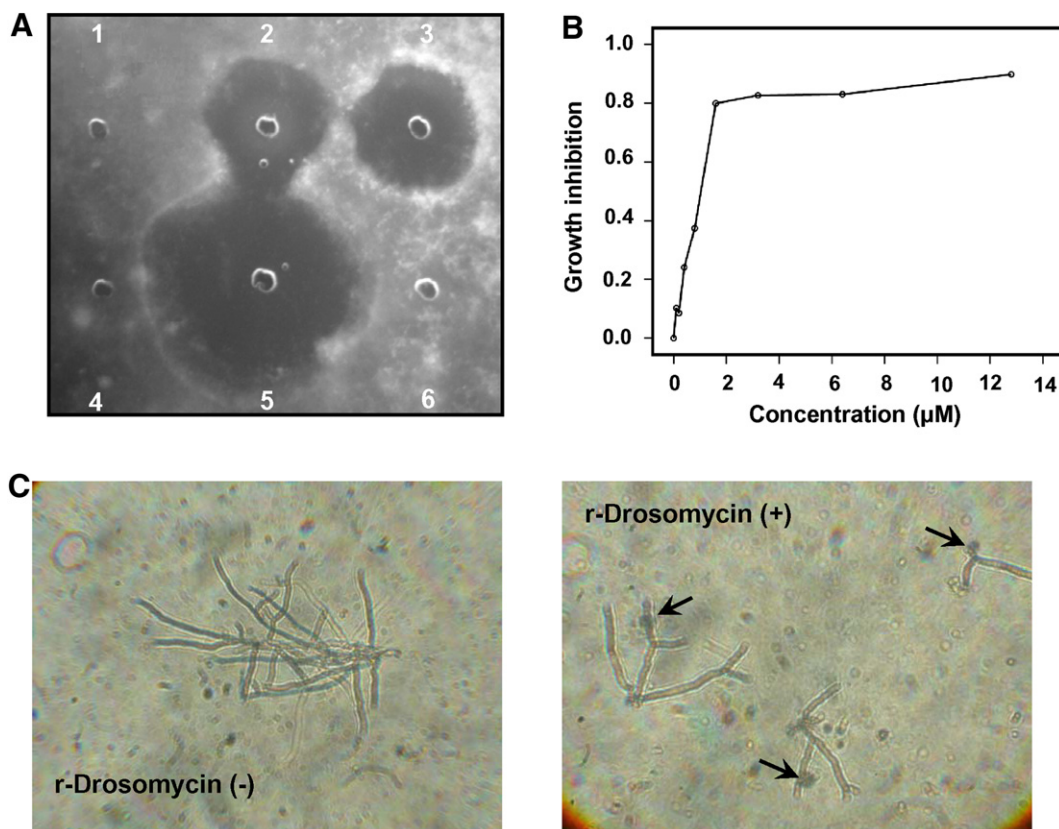 A
1 2 3
4 5 6
B
Growth inhibition
1.0
0.8
0.6
0.4
0.2
0.0
0 2 4 6 8 10 12 14
Concentration (µM)
C
r-Drosomycin (-)
r-Drosomycin (+)